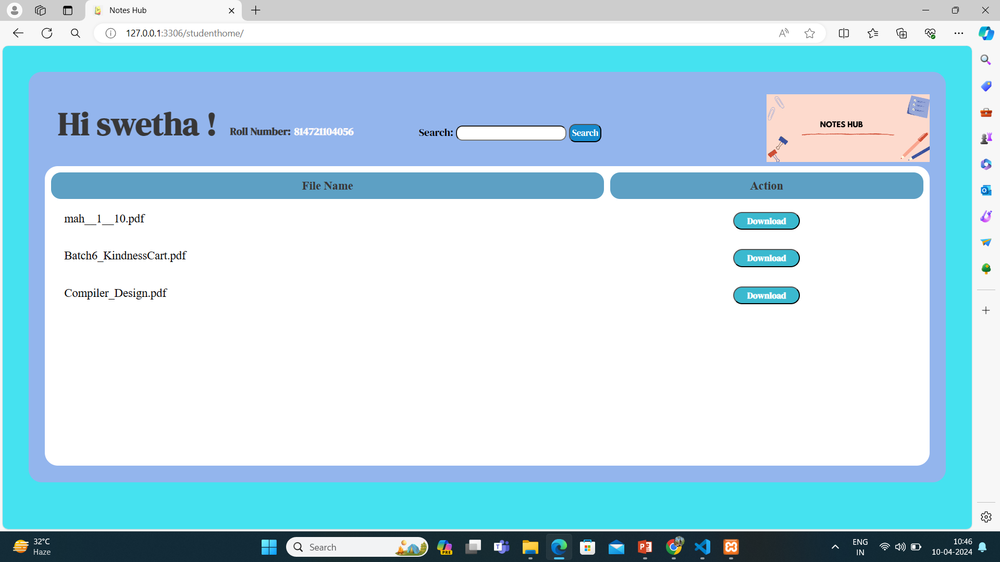 Notes Hub
127.0.0.1:3306/studenthome/
Hi swetha !
Roll Number: 814721104056
Search:
Search
NOTES HUB
File Name
Action
mah__1__10.pdf
Download
Batch6_KindnessCart.pdf
Download
Compiler_Design.pdf
Download
32°C
Haze
Search
PRE
ENG
IN
10:46
10-04-2024